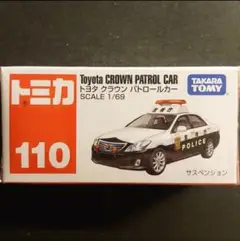 トミカ
Toyota CROWN PATROL CAR
トヨタ クラウン パトロールカー
SCALE 1/69
TAKARA
TOMY
110
POLICE
サスペンション